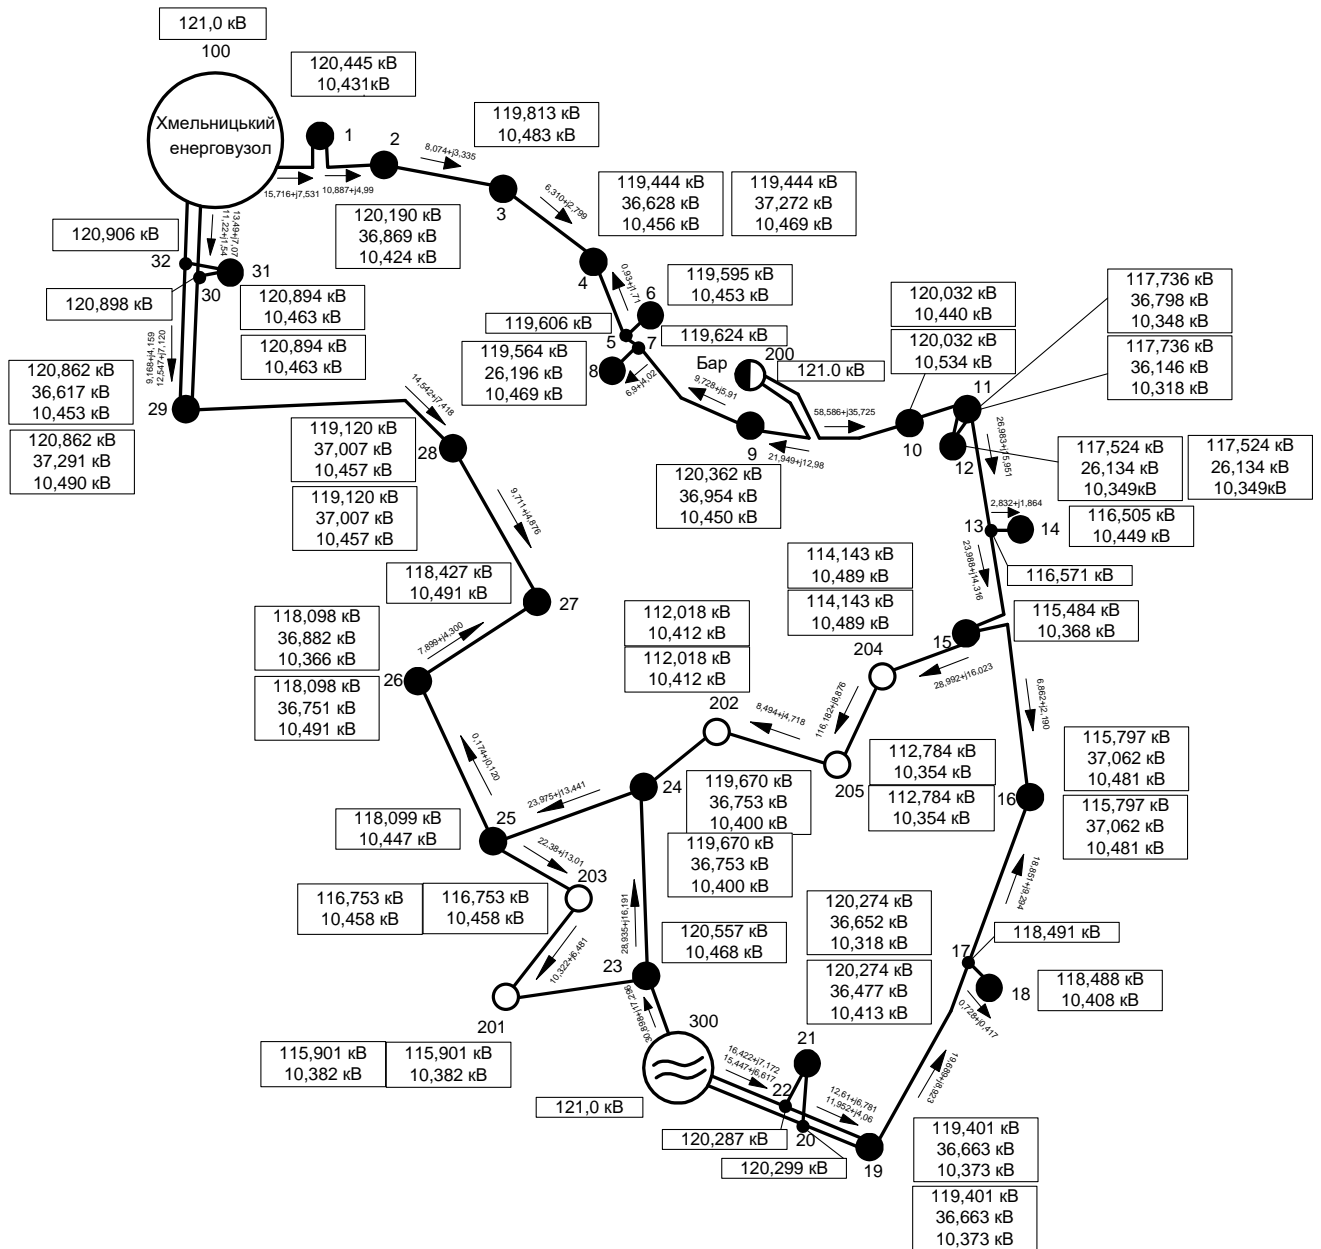 121,0 кВ
100
Хмельницький
енерговузол
120,445 кВ
10,431кВ
1
2
15,716+j7,531
10,887+j4,99
8,074+j3,335
119,813 кВ
10,483 кВ
3
120,190 кВ
36,869 кВ
10,424 кВ
6,310+j2,799
119,444 кВ
36,628 кВ
10,456 кВ
119,444 кВ
37,272 кВ
10,469 кВ
4
13,49+j7,07
11,22+j1,54
120,906 кВ
32
31
30
120,898 кВ
120,894 кВ
10,463 кВ
120,894 кВ
10,463 кВ
9,168+j4,159
12,547+j7,120
0,93+j1,71
6
119,595 кВ
10,453 кВ
119,606 кВ
5
7
119,624 кВ
119,564 кВ
26,196 кВ
10,469 кВ
8
6,9+j4,02
Бар
200
121.0 кВ
9,728+j5,91
120,032 кВ
10,440 кВ
120,032 кВ
10,534 кВ
117,736 кВ
36,798 кВ
10,348 кВ
117,736 кВ
36,146 кВ
10,318 кВ
11
10
12
58,586+j35,725
21,949+j12,98
9
120,362 кВ
36,954 кВ
10,450 кВ
26,983+j15,951
117,524 кВ
26,134 кВ
10,349кВ
117,524 кВ
26,134 кВ
10,349кВ
120,862 кВ
36,617 кВ
10,453 кВ
120,862 кВ
37,291 кВ
10,490 кВ
29
14,542+j7,418
28
119,120 кВ
37,007 кВ
10,457 кВ
119,120 кВ
37,007 кВ
10,457 кВ
9,711+j4,876
2,832+j1,864
13
14
116,505 кВ
10,449 кВ
116,571 кВ
23,988+j14,316
118,427 кВ
10,491 кВ
27
114,143 кВ
10,489 кВ
114,143 кВ
10,489 кВ
115,484 кВ
10,368 кВ
15
204
28,992+j16,023
118,098 кВ
36,882 кВ
10,366 кВ
118,098 кВ
36,751 кВ
10,491 кВ
7,899+j4,300
26
112,018 кВ
10,412 кВ
112,018 кВ
10,412 кВ
202
8,494+j4,718
116,182+j8,876
205
6,862+j2,190
115,797 кВ
37,062 кВ
10,481 кВ
115,797 кВ
37,062 кВ
10,481 кВ
16
112,784 кВ
10,354 кВ
112,784 кВ
10,354 кВ
0,174+j0,120
23,975+j13,441
24
119,670 кВ
36,753 кВ
10,400 кВ
119,670 кВ
36,753 кВ
10,400 кВ
25
118,099 кВ
10,447 кВ
22,38+j13,01
203
116,753 кВ
10,458 кВ
116,753 кВ
10,458 кВ
10,322+j6,481
28,935+j16,191
120,557 кВ
10,468 кВ
23
201
115,901 кВ
10,382 кВ
115,901 кВ
10,382 кВ
30,898+j17,296
300
121,0 кВ
120,274 кВ
36,652 кВ
10,318 кВ
120,274 кВ
36,477 кВ
10,413 кВ
18,851+j9,294
17
118,491 кВ
18
118,488 кВ
10,408 кВ
0,728+j0,417
21
16,422+j7,172
15,447+j6,617
22
12,61+j6,781
11,952+j4,06
19,689+j8,923
120,287 кВ
20
120,299 кВ
19
119,401 кВ
36,663 кВ
10,373 кВ
119,401 кВ
36,663 кВ
10,373 кВ